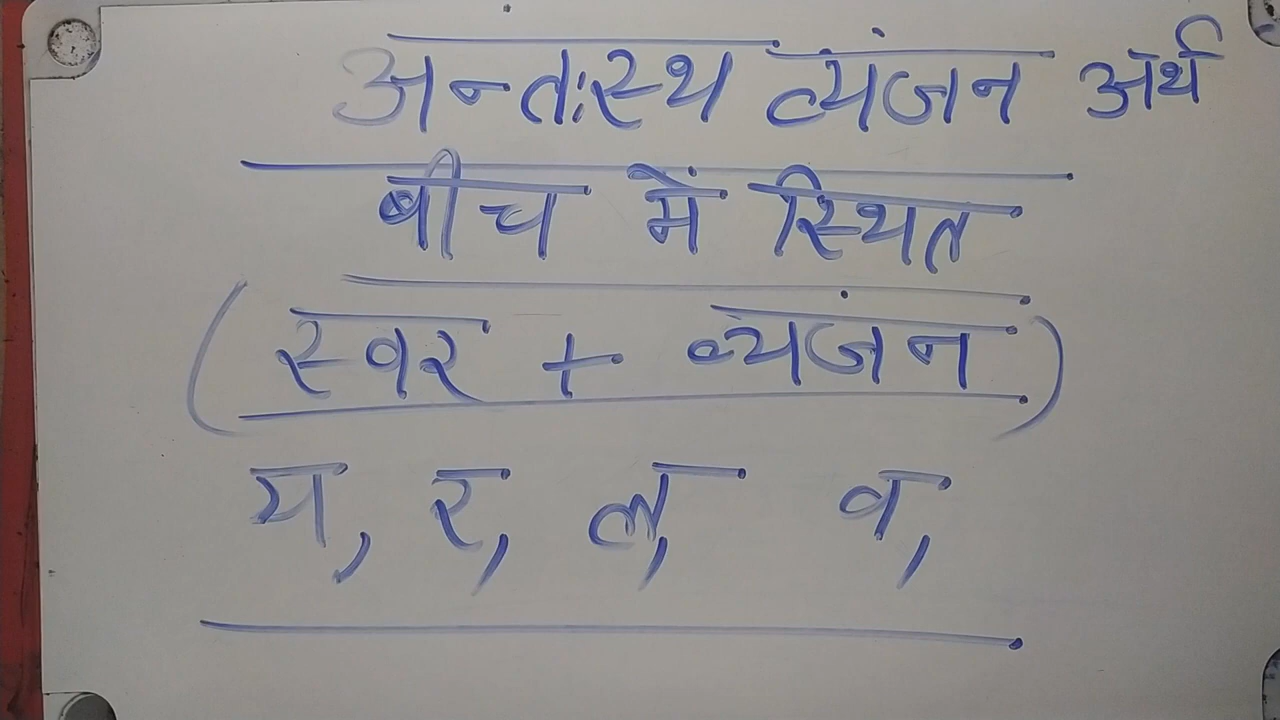 अन्तःस्थ व्यंजन अर्थ
बीच में स्थित
(स्वर + व्यंजन)
य, र, ल, व,